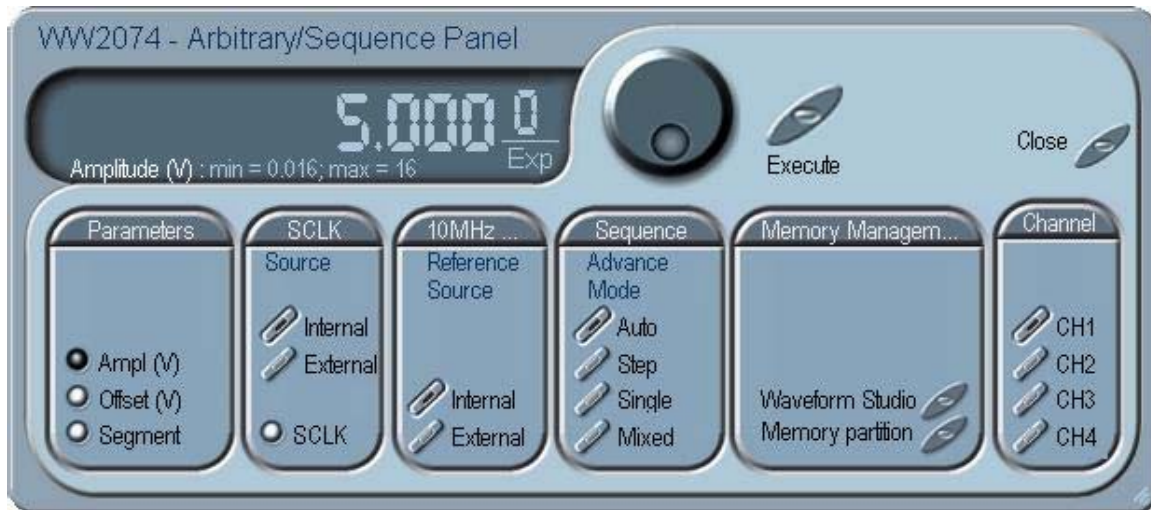 WW2074 - Arbitrary/Sequence Panel
5.000 0
Exp
Amplitude (V) : min = 0.016; max = 16
Execute
Close
Parameters
Ampl (V)
Offset (V)
Segment
SCLK
Source
Internal
External
SCLK
10MHz ...
Reference
Source
Internal
External
Sequence
Advance
Mode
Auto
Step
Single
Mixed
Memory Managem...
Waveform Studio
Memory partition
Channel
CH1
CH2
CH3
CH4